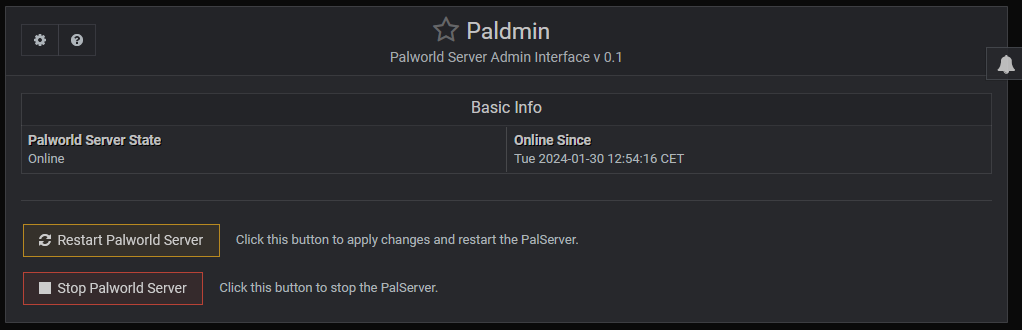 Paldmin
Palworld Server Admin Interface v 0.1
Basic Info
Palworld Server State
Online
Online Since
Tue 2024-01-30 12:54:16 CET
Restart Palworld Server
Click this button to apply changes and restart the PalServer.
Stop Palworld Server
Click this button to stop the PalServer.